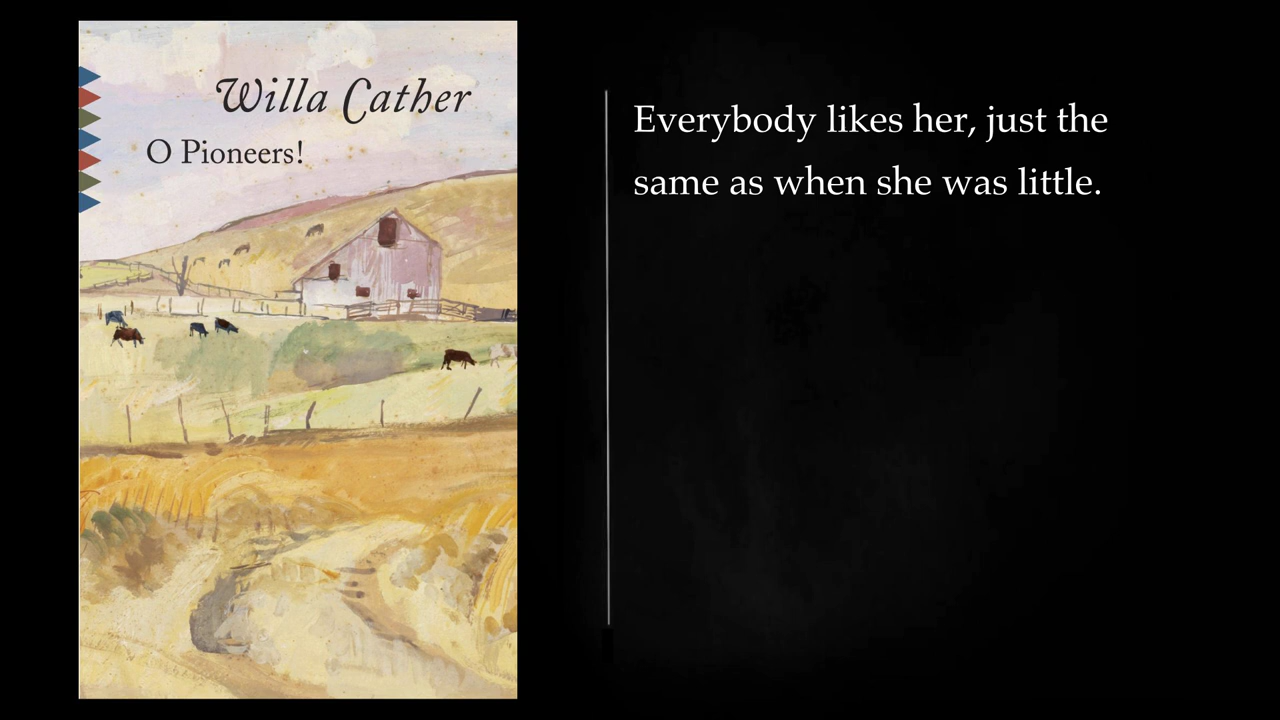 Willa Cather
O Pioneers!
Everybody likes her, just the
same as when she was little.